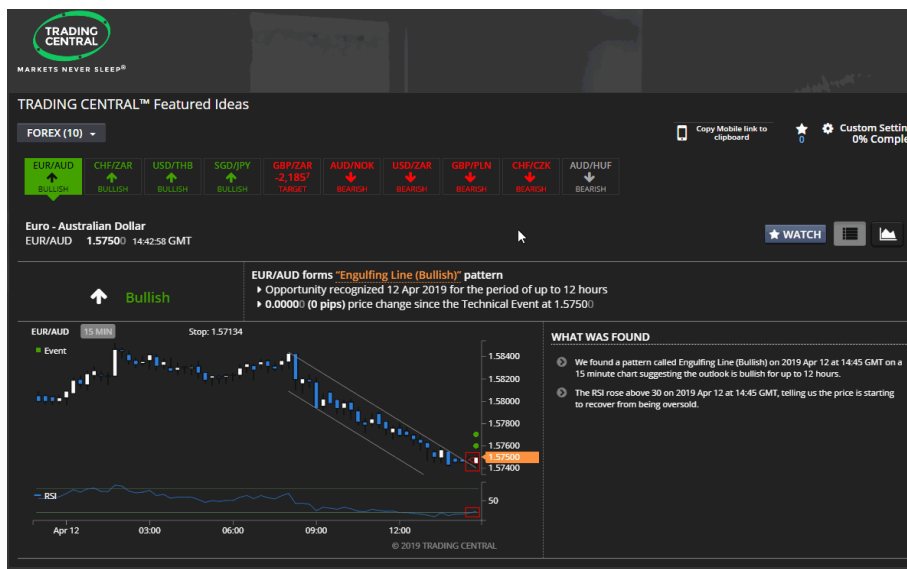 TRADING
CENTRAL
MARKETS NEVER SLEEP®
TRADING CENTRAL™ Featured Ideas
FOREX (10)
Copy Mobile link to
clipboard
0
Custom Settin
0% Comple
EUR/AUD CHF/ZAR USD/THB SGD/JPY GBP/ZAR AUD/NOK USD/ZAR GBP/PLN CHF/CZK AUD/HUF
-2,185⁷
BULLISH BULLISH BULLISH BULLISH TARGET BEARISH BEARISH BEARISH BEARISH BEARISH
Euro - Australian Dollar
EUR/AUD 1.57500 14:42:58 GMT
WATCH
Bullish
EUR/AUD forms "Engulfing Line (Bullish)" pattern
Opportunity recognized 12 Apr 2019 for the period of up to 12 hours
0.00000 (0 pips) price change since the Technical Event at 1.57500
EUR/AUD 15 MIN Stop: 1.57134
Event
1.58400
1.58200
1.58000
1.57800
1.57600
1.57500
1.57400
RSI
50
Apr 12 03:00 06:00 09:00 12:00
© 2019 TRADING CENTRAL
WHAT WAS FOUND
We found a pattern called Engulfing Line (Bullish) on 2019 Apr 12 at 14:45 GMT on a
15 minute chart suggesting the outlook is bullish for up to 12 hours.
The RSI rose above 30 on 2019 Apr 12 at 14:45 GMT, telling us the price is starting
to recover from being oversold.